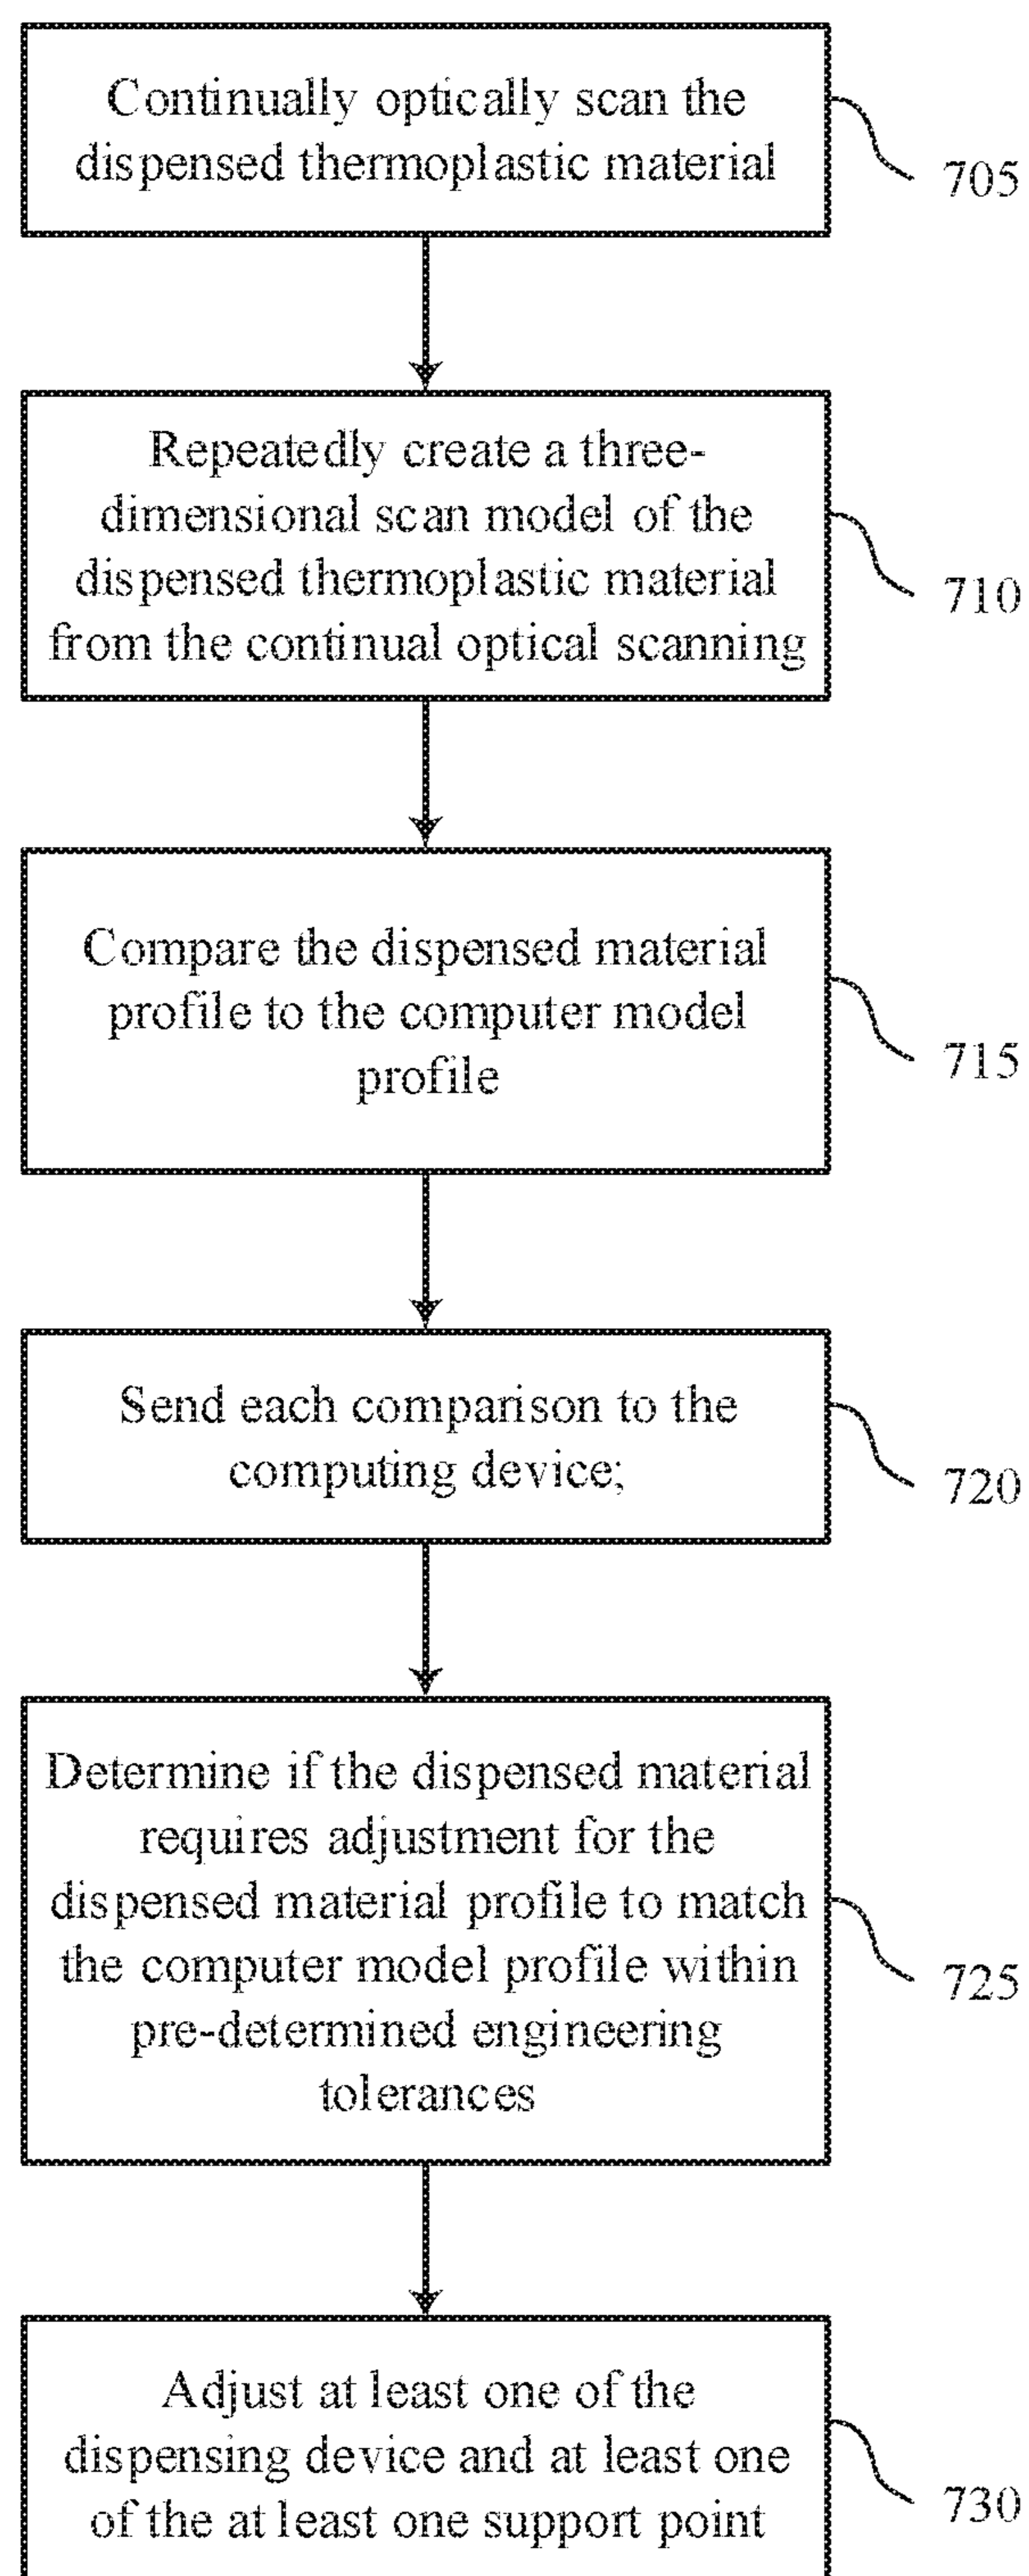 Continually optically scan the
dispensed thermoplastic material
705
Repeatedly create a three-
dimensional scan model of the
dispensed thermoplastic material
from the continual optical scanning
710
Compare the dispensed material
profile to the computer model
profile
715
Send each comparison to the
computing device;
720
Determine if the dispensed material
requires adjustment for the
dispensed material profile to match
the computer model profile within
pre-determined engineering
tolerances
725
Adjust at least one of the
dispensing device and at least one
of the at least one support point
730